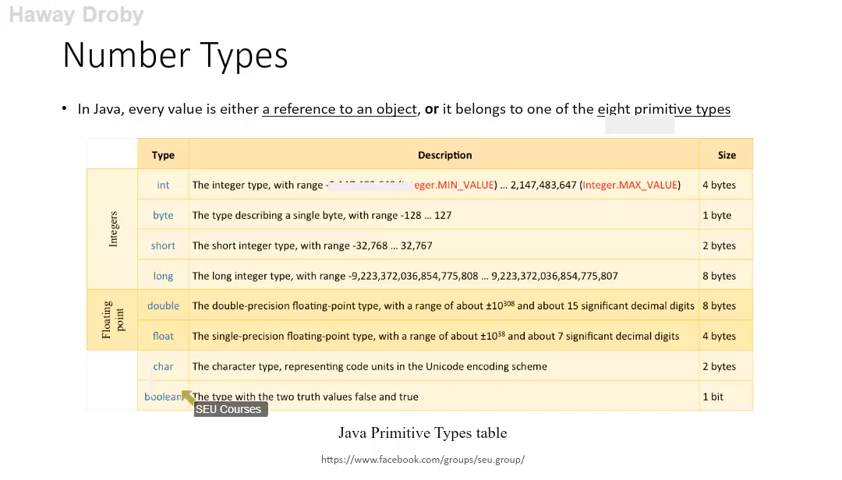 Haway Droby
Number Types
• In Java, every value is either a reference to an object, or it belongs to one of the eight primitive types
Type Description Size
Integers
int The integer type, with range - eger.MIN_VALUE) … 2,147,483,647 (Integer.MAX_VALUE) 4 bytes
byte The type describing a single byte, with range -128 … 127 1 byte
short The short integer type, with range -32,768 … 32,767 2 bytes
long The long integer type, with range -9,223,372,036,854,775,808 … 9,223,372,036,854,775,807 8 bytes
Floating
point
double The double-precision floating-point type, with a range of about ±10³⁰⁸ and about 15 significant decimal digits 8 bytes
float The single-precision floating-point type, with a range of about ±10³⁸ and about 7 significant decimal digits 4 bytes
char The character type, representing code units in the Unicode encoding scheme 2 bytes
boolean The type with the two truth values false and true 1 bit
SEU Courses
Java Primitive Types table
https://www.facebook.com/groups/seu.group/